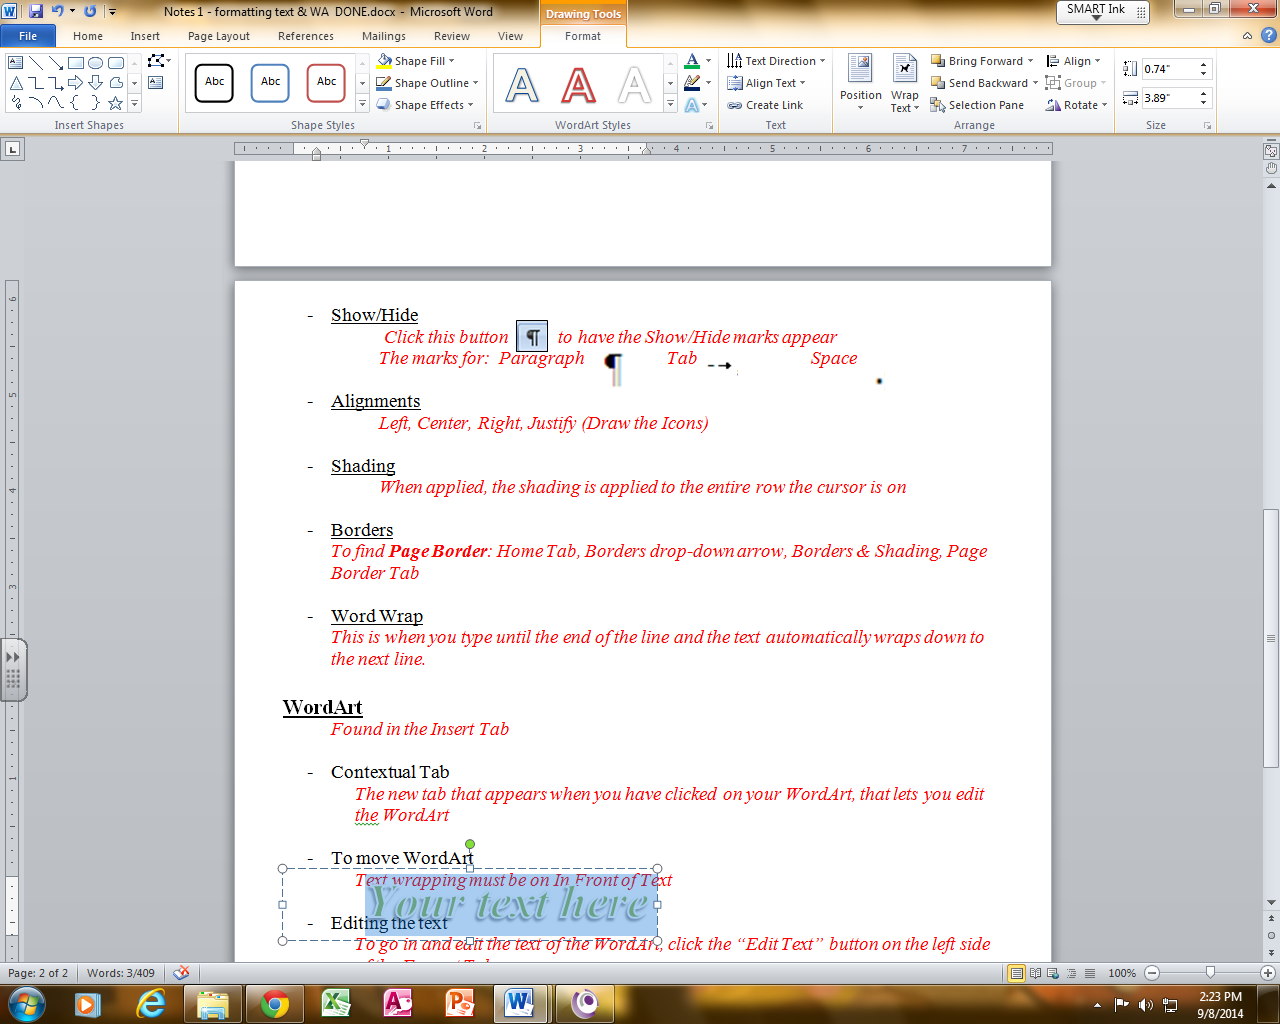 Notes 1 - formatting text & WA DONE.docx - Microsoft Word
Drawing Tools
SMART Ink
File Home Insert Page Layout References Mailings Review View Format
Abc Abc Abc
Shape Fill
Shape Outline
Shape Effects
A A A
Text Direction
Align Text
Create Link
Position
Wrap Text
Bring Forward
Send Backward
Selection Pane
Align
Group
Rotate
0.74"
3.89"
Insert Shapes Shape Styles WordArt Styles Text Arrange Size
1 2 3 4 5 6 7
- Show/Hide
Click this button ¶ to have the Show/Hide marks appear
The marks for: Paragraph ¶ Tab → Space .
- Alignments
Left, Center, Right, Justify (Draw the Icons)
- Shading
When applied, the shading is applied to the entire row the cursor is on
- Borders
To find Page Border: Home Tab, Borders drop-down arrow, Borders & Shading, Page
Border Tab
- Word Wrap
This is when you type until the end of the line and the text automatically wraps down to
the next line.
WordArt
Found in the Insert Tab
- Contextual Tab
The new tab that appears when you have clicked on your WordArt, that lets you edit
the WordArt
- To move WordArt
Text wrapping must be on In Front of Text
Your text here
- Editing the text
To go in and edit the text of the WordArt, click the “Edit Text” button on the left side
Page: 2 of 2 Words: 3/409 100%
2:23 PM
9/8/2014